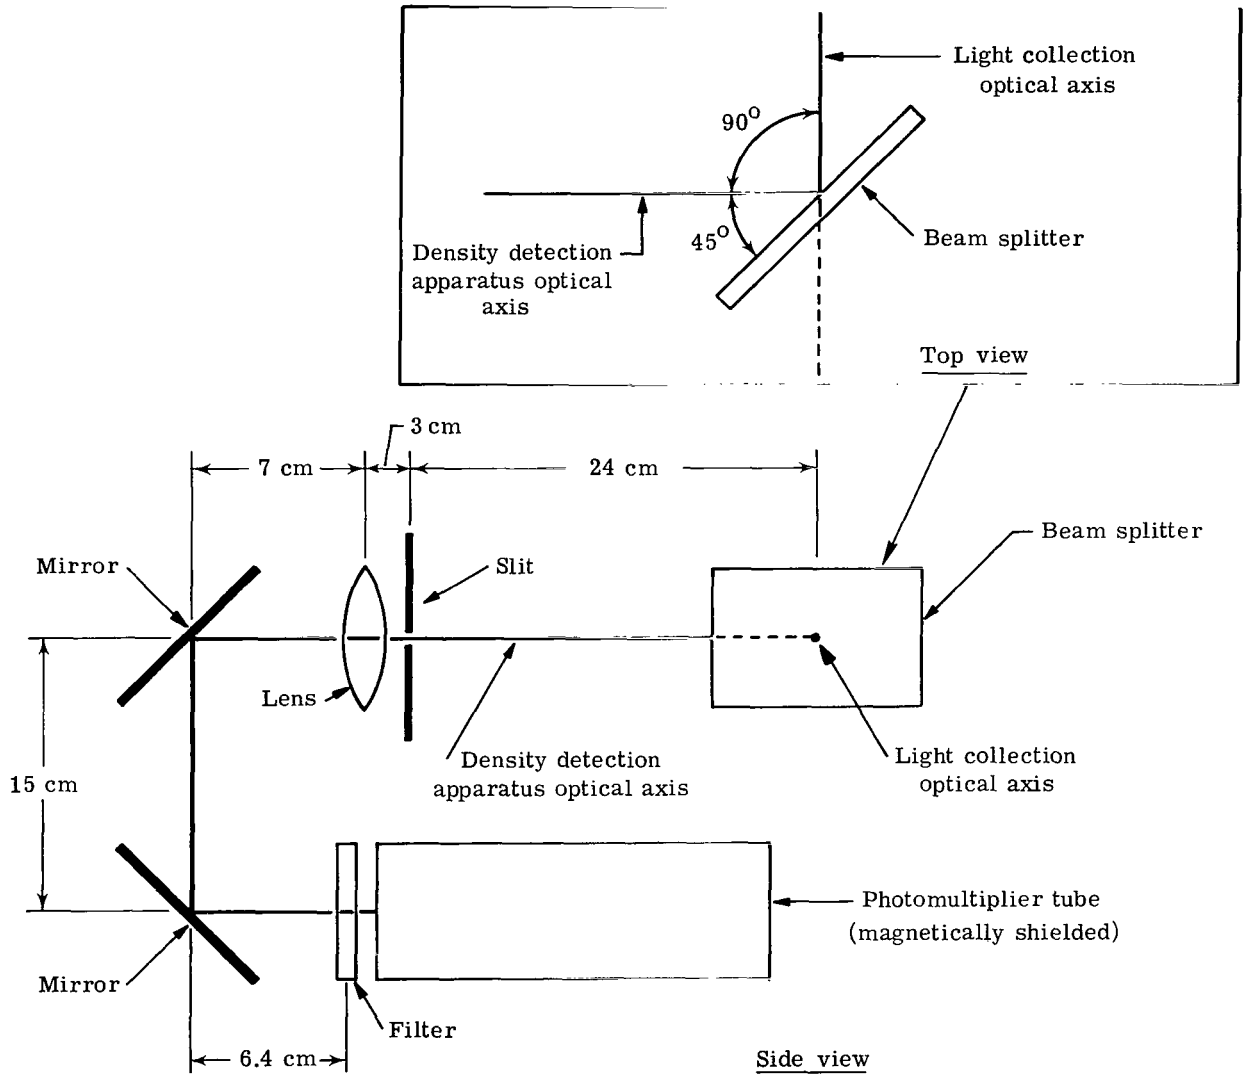 Light collection
optical axis
90°
45°
Density detection
apparatus optical
axis
Beam splitter
Top view
3 cm
7 cm
24 cm
Beam splitter
Mirror
Slit
Lens
Density detection
apparatus optical axis
Light collection
optical axis
15 cm
Photomultiplier tube
(magnetically shielded)
Mirror
Filter
6.4 cm
Side view